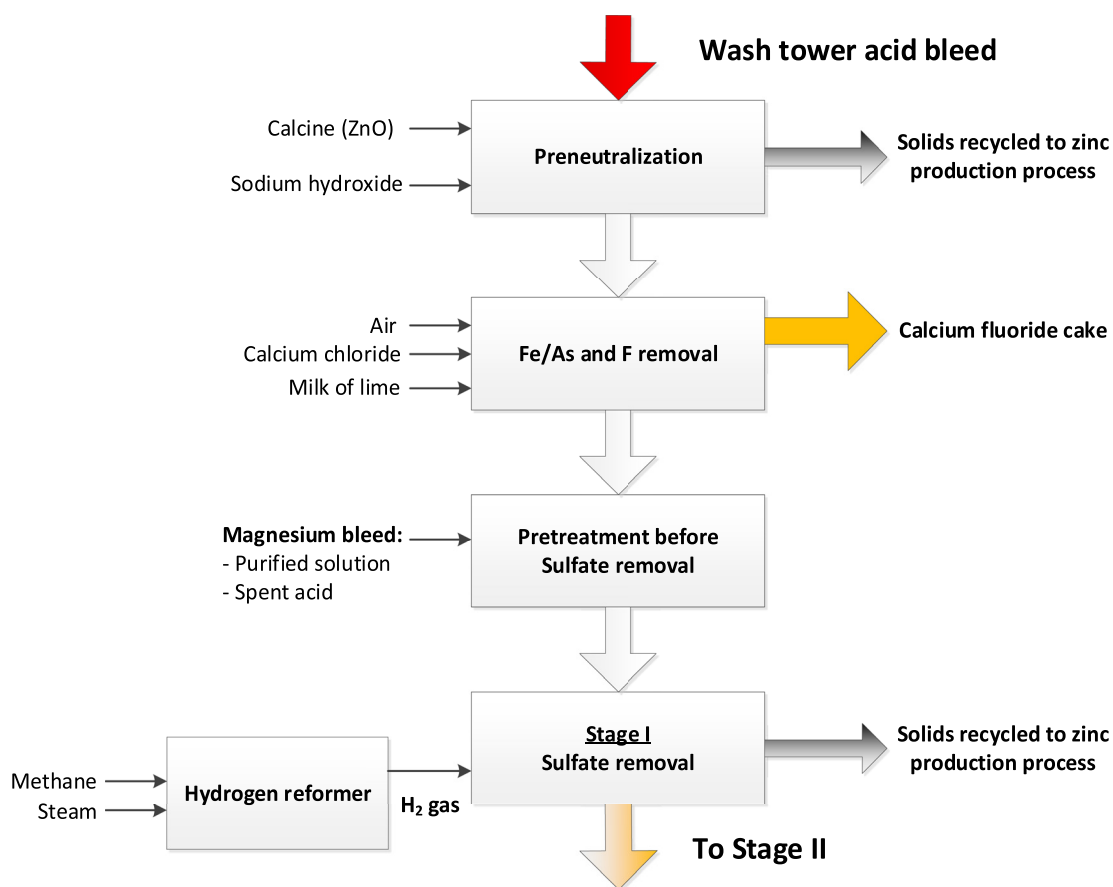 Wash tower acid bleed
Calcine (ZnO)
Sodium hydroxide
Preneutralization
Solids recycled to zinc
production process
Air
Calcium chloride
Milk of lime
Fe/As and F removal
Calcium fluoride cake
Magnesium bleed:
- Purified solution
- Spent acid
Pretreatment before
Sulfate removal
Methane
Steam
Hydrogen reformer
H₂ gas
Stage I
Sulfate removal
Solids recycled to zinc
production process
To Stage II